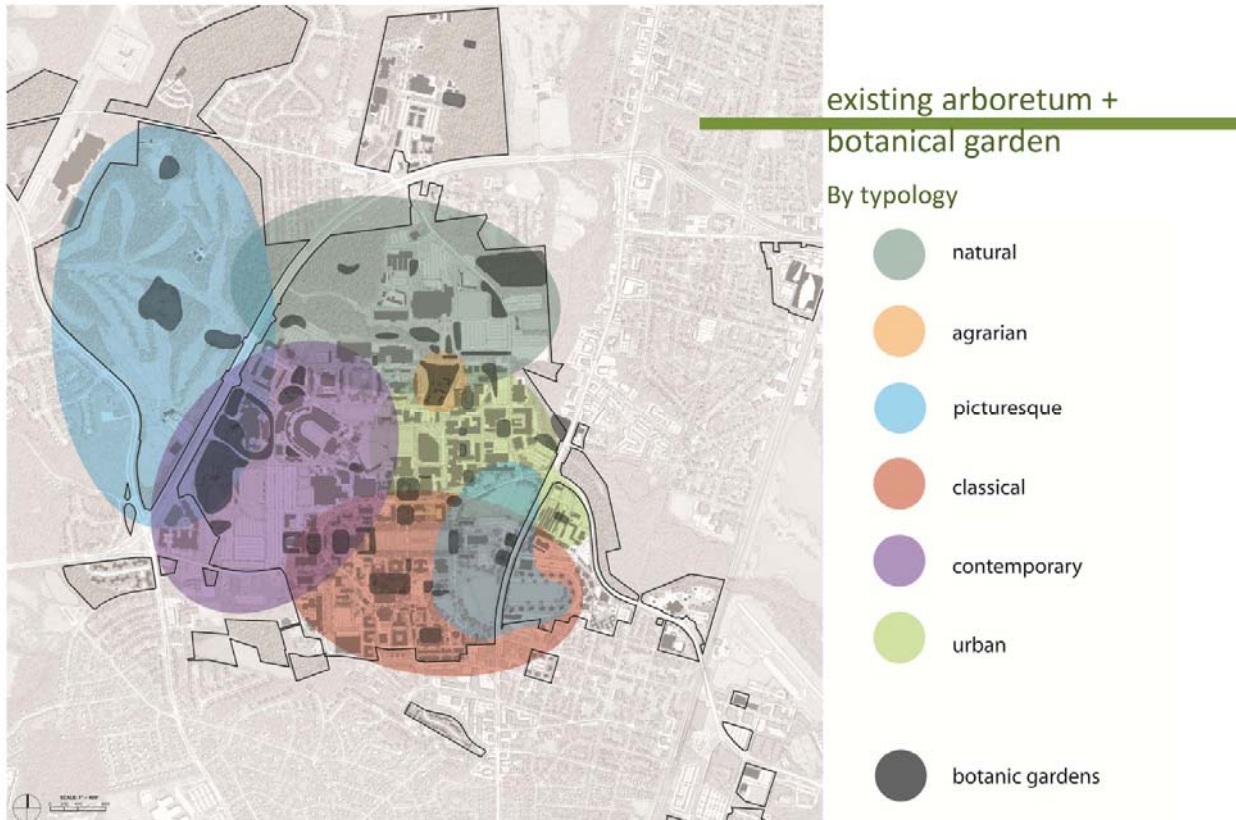 existing arboretum +
botanical garden
By typology
natural
agrarian
picturesque
classical
contemporary
urban
botanic gardens